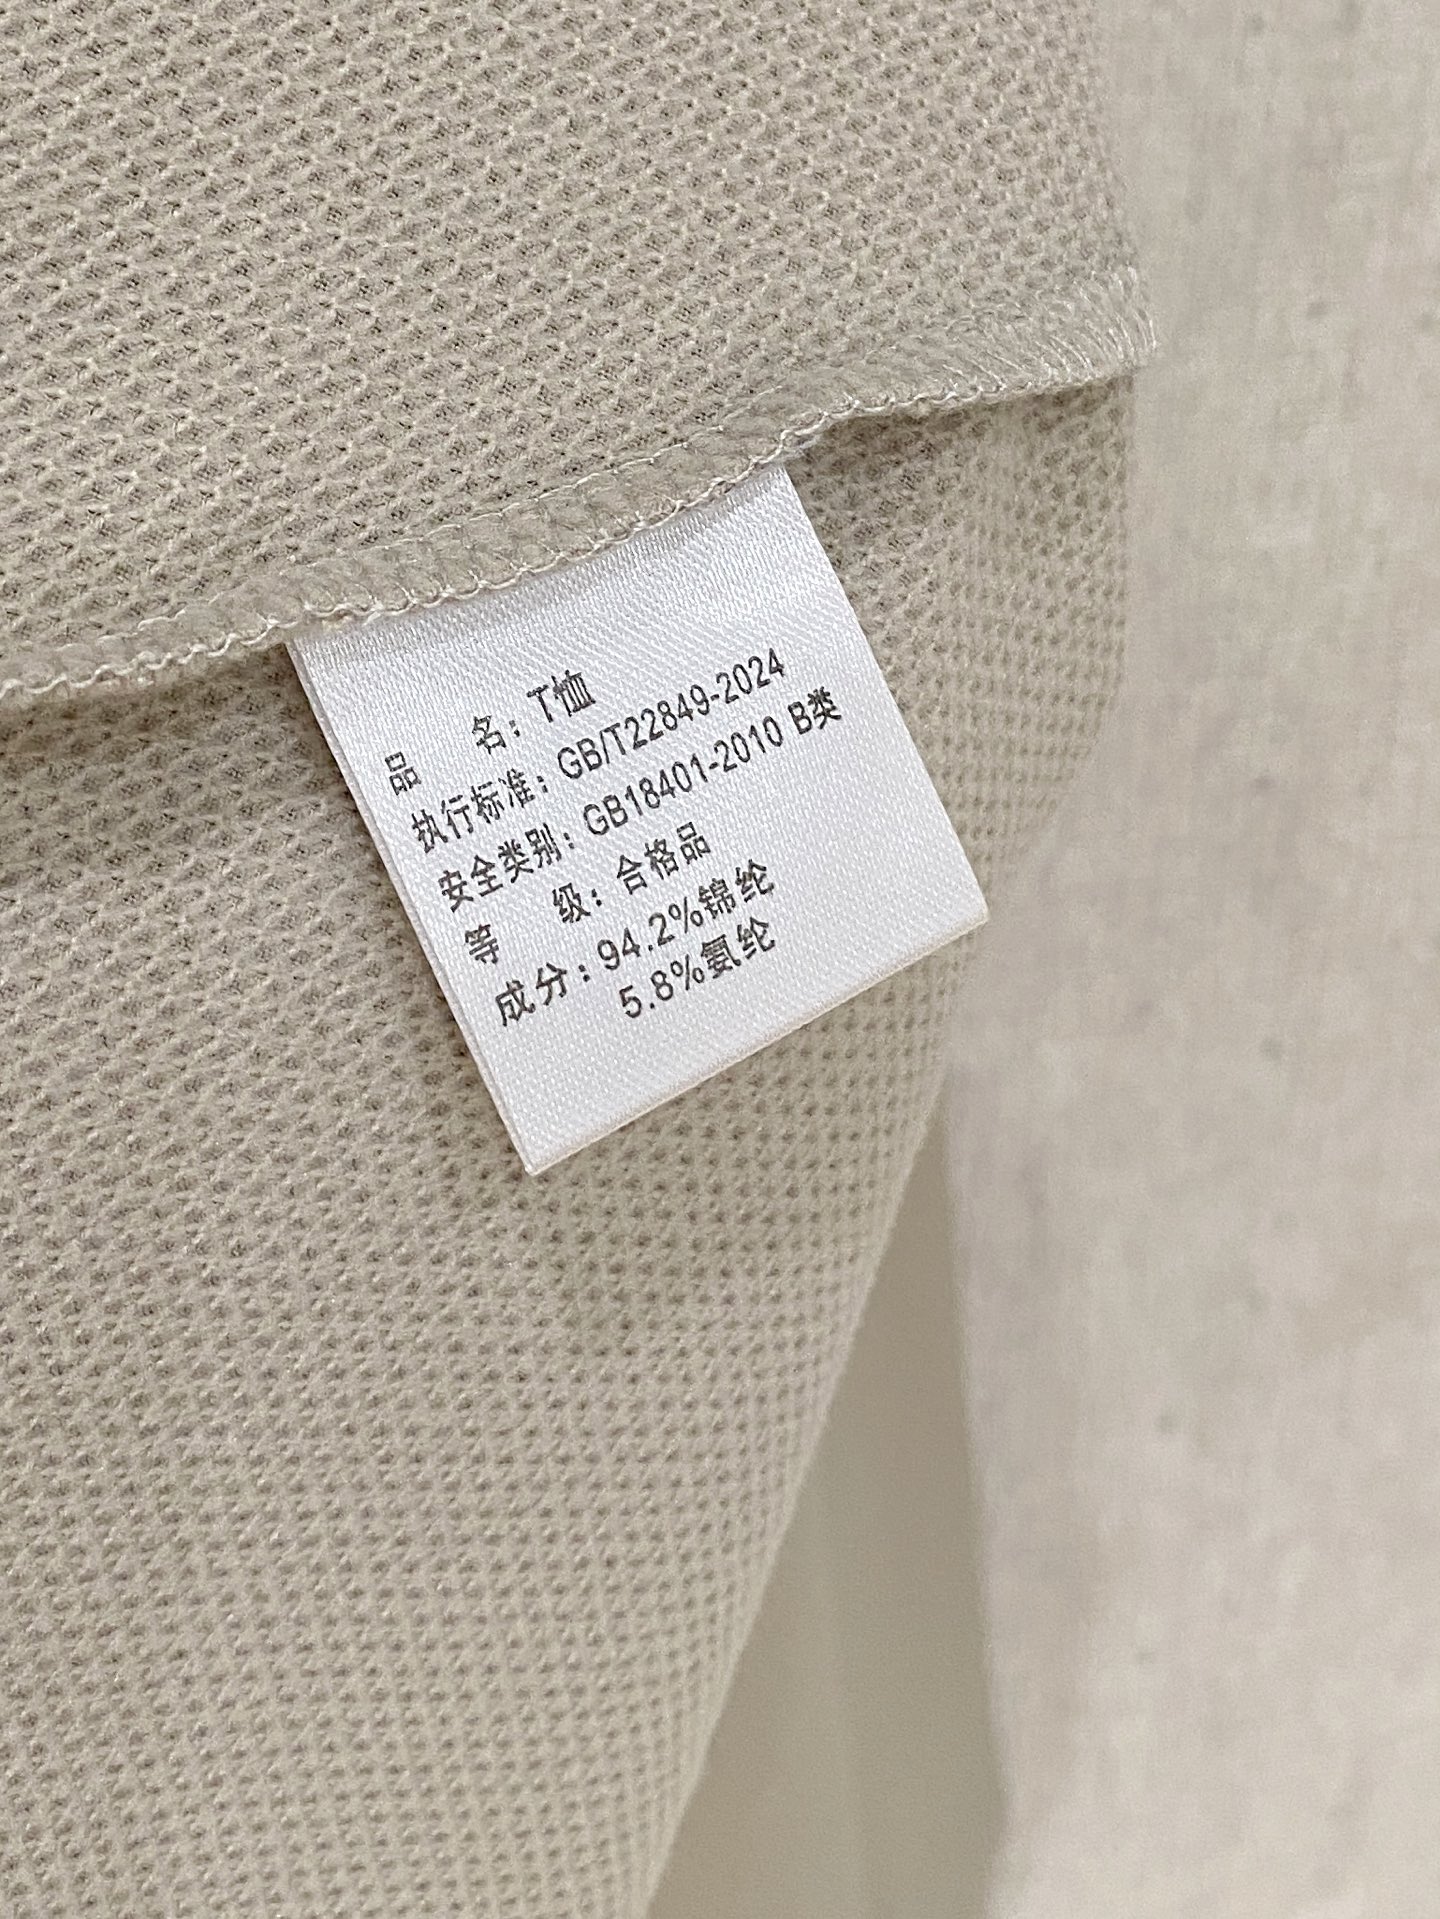 品 名：T恤
执行标准：GB/T22849-2024
安全类别：GB18401-2010 B类
等 级：合格品
成分：94.2%锦纶
5.8%氨纶